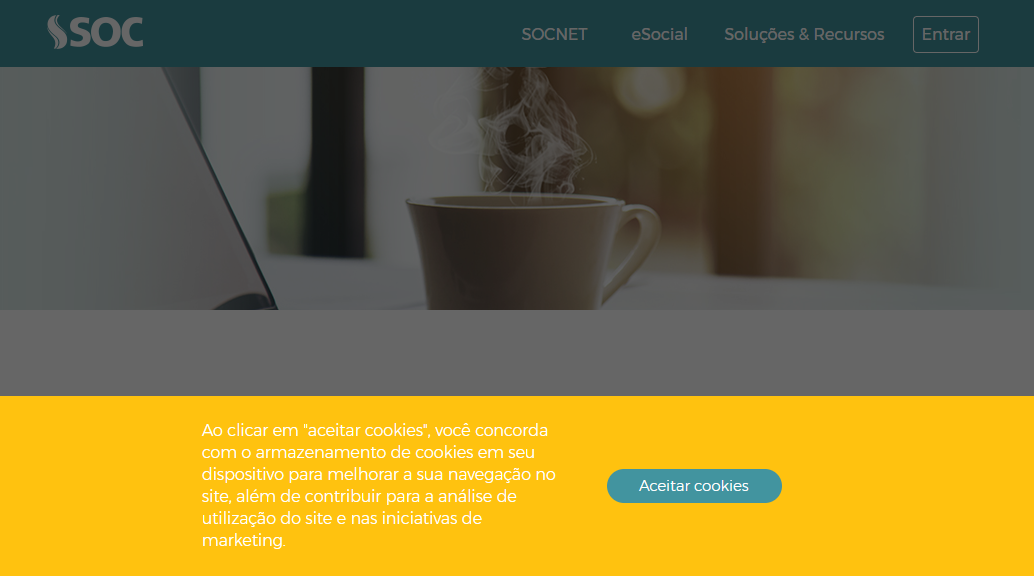 SOC
SOCNET
eSocial
Soluções & Recursos
Entrar
Ao clicar em "aceitar cookies", você concorda
com o armazenamento de cookies em seu
dispositivo para melhorar a sua navegação no
site, além de contribuir para a análise de
utilização do site e nas iniciativas de
marketing.
Aceitar cookies